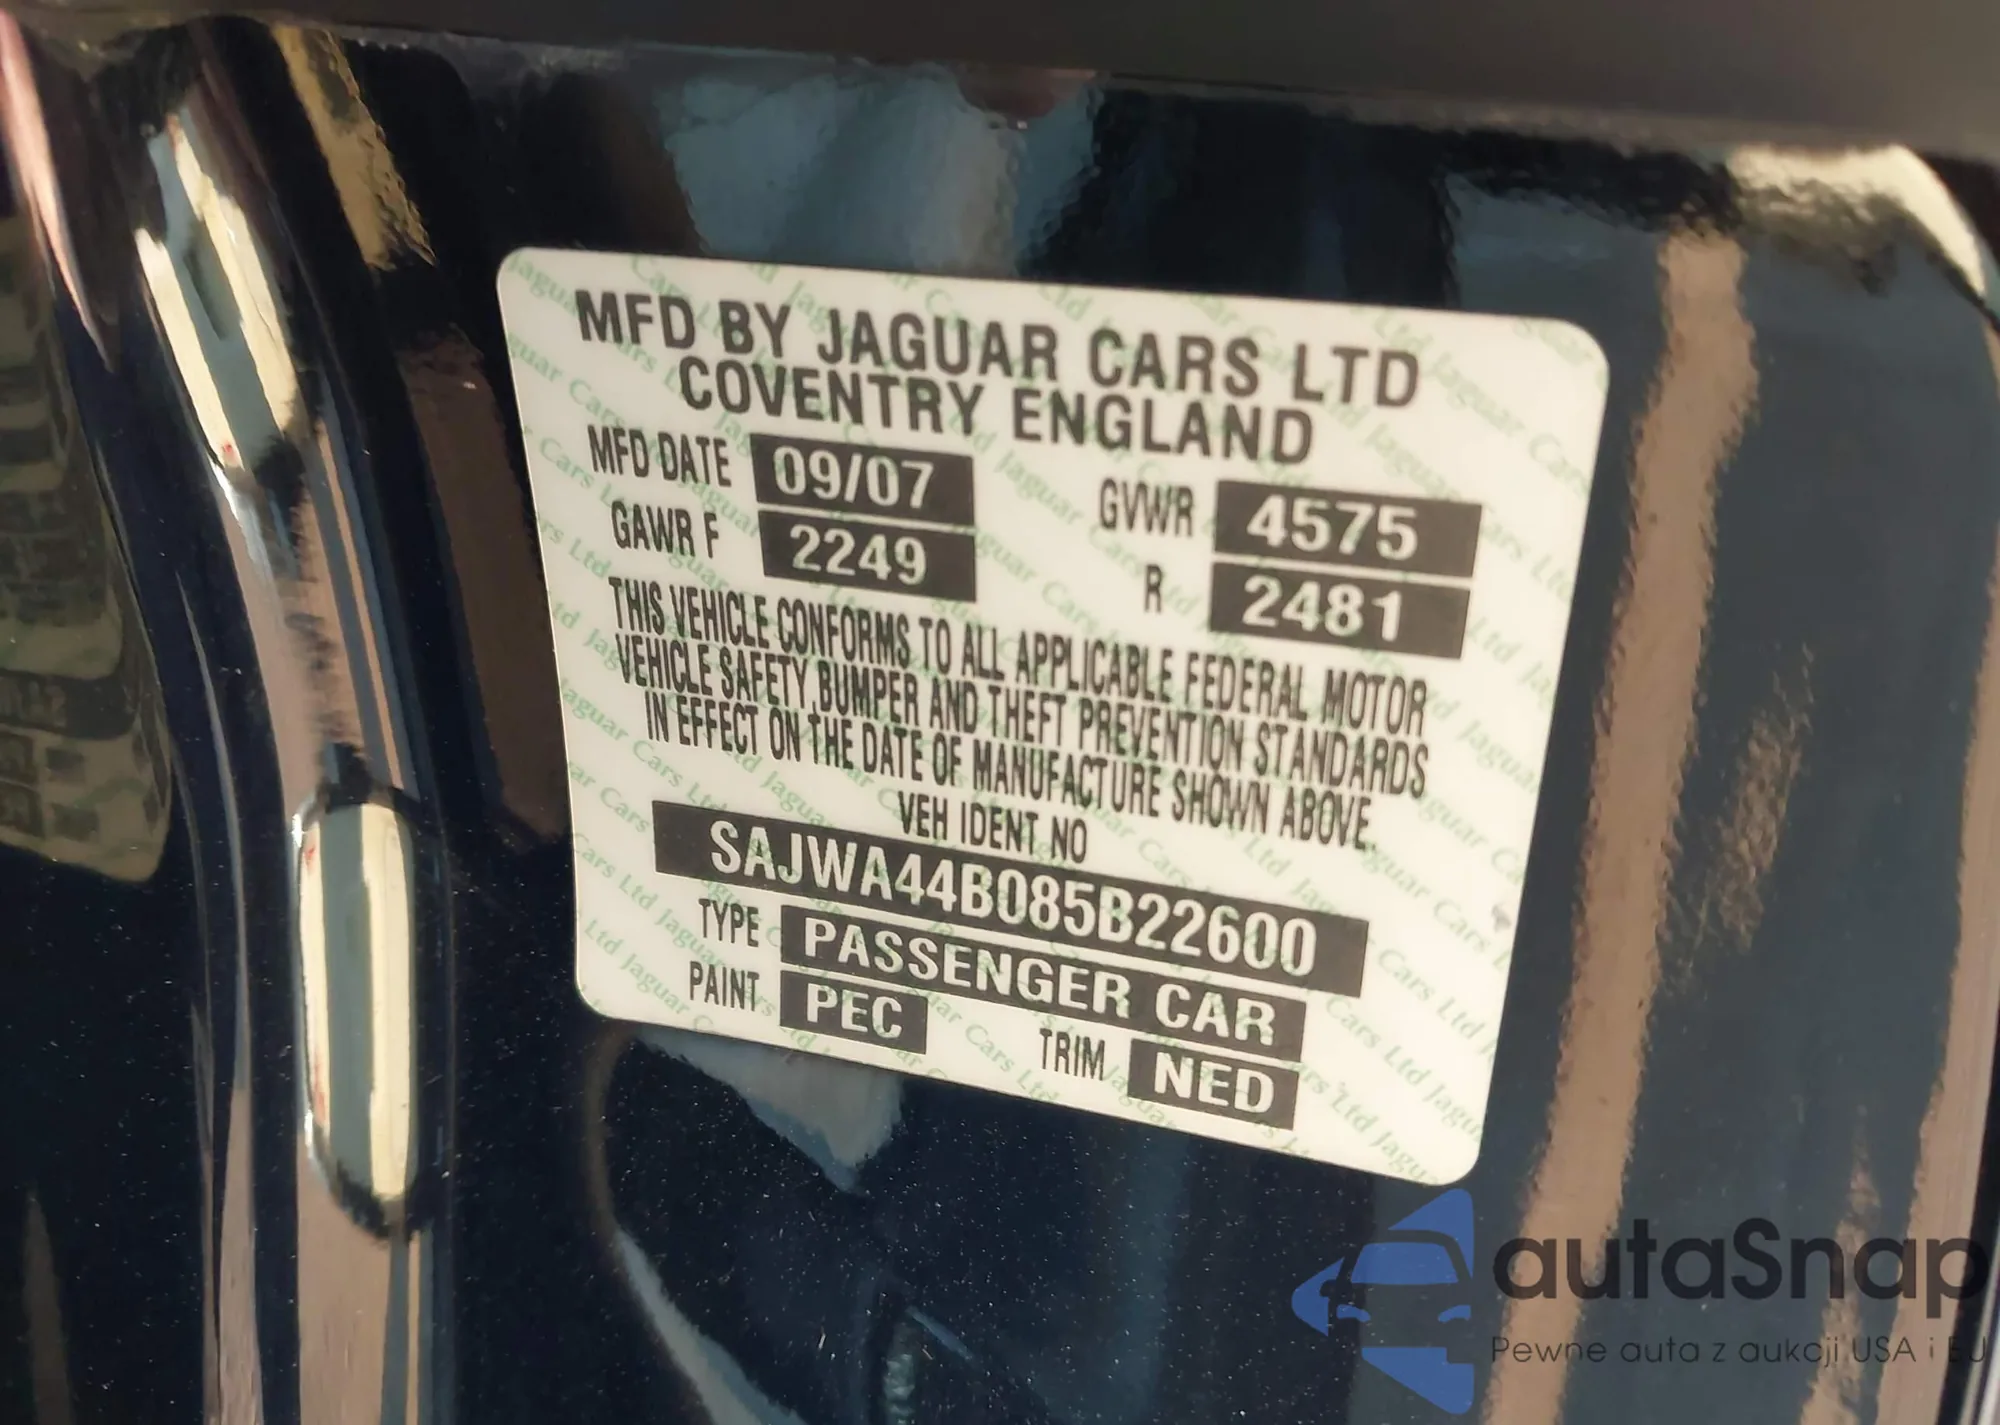 MFD BY JAGUAR CARS LTD
COVENTRY ENGLAND
MFD DATE 09/07 GVWR 4575
GAWR F 2249 R 2481
THIS VEHICLE CONFORMS TO ALL APPLICABLE FEDERAL MOTOR
VEHICLE SAFETY, BUMPER AND THEFT PREVENTION STANDARDS
IN EFFECT ON THE DATE OF MANUFACTURE SHOWN ABOVE.
VEH IDENT NO
SAJWA44B085B22600
TYPE PASSENGER CAR
PAINT PEC TRIM NED
autaSnap
Pewne auta z aukcji USA i EU